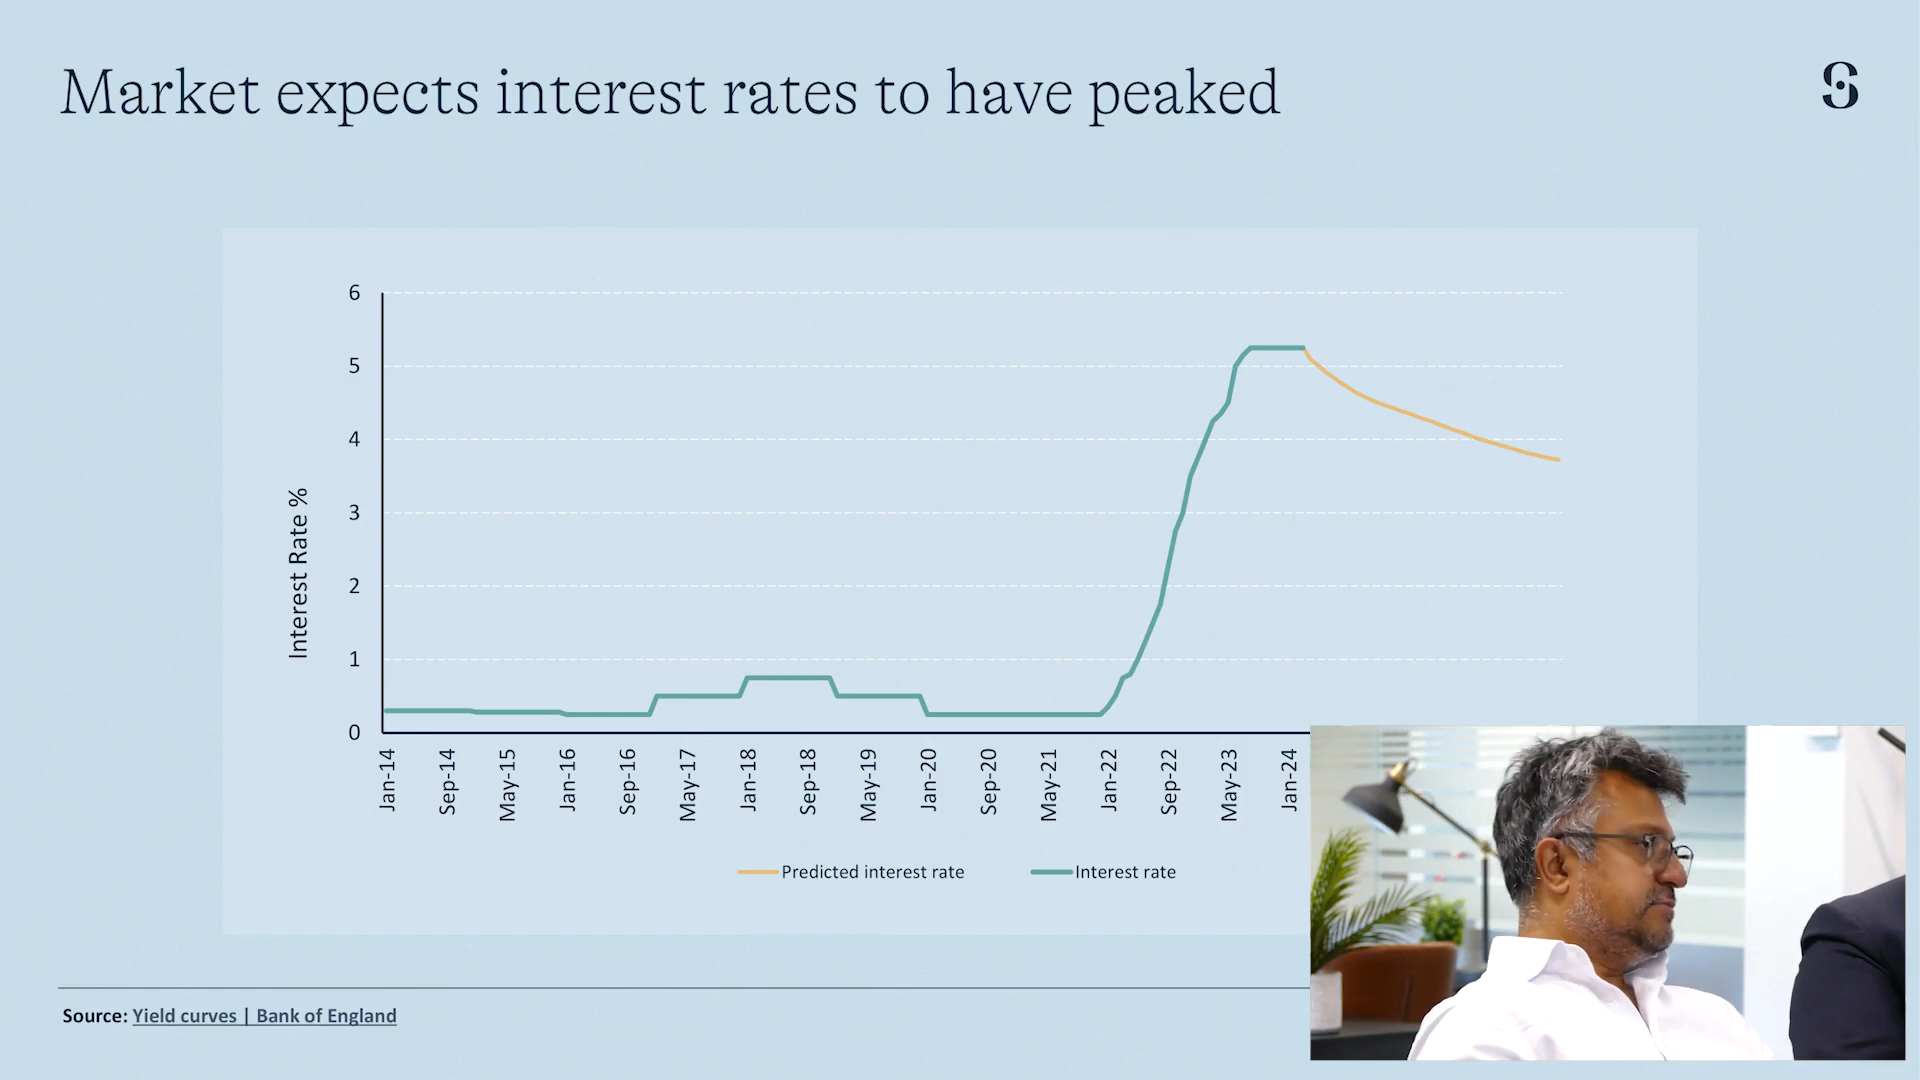 Market expects interest rates to have peaked
Interest Rate %
6
5
4
3
2
1
0
Jan-14
Sep-14
May-15
Jan-16
Sep-16
May-17
Jan-18
Sep-18
May-19
Jan-20
Sep-20
May-21
Jan-22
Sep-22
May-23
Jan-24
Predicted interest rate
Interest rate
Source: Yield curves | Bank of England